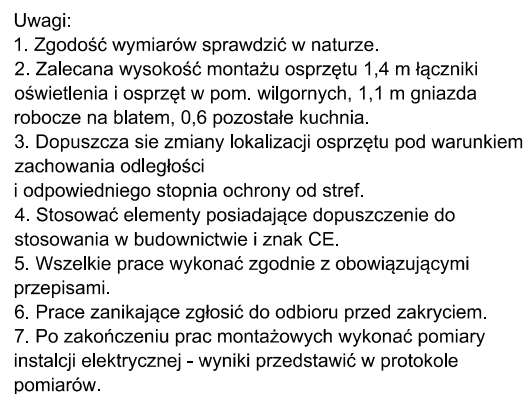 Uwagi:
1. Zgodość wymiarów sprawdzić w naturze.
2. Zalecana wysokość montażu osprzętu 1,4 m łączniki
oświetlenia i osprzęt w pom. wilgornych, 1,1 m gniazda
robocze na blatem, 0,6 pozostałe kuchnia.
3. Dopuszcza sie zmiany lokalizacji osprzętu pod warunkiem
zachowania odległości
i odpowiedniego stopnia ochrony od stref.
4. Stosować elementy posiadające dopuszczenie do
stosowania w budownictwie i znak CE.
5. Wszelkie prace wykonać zgodnie z obowiązującymi
przepisami.
6. Prace zanikające zgłosić do odbioru przed zakryciem.
7. Po zakończeniu prac montażowych wykonać pomiary
instalcji elektrycznej - wyniki przedstawić w protokole
pomiarów.